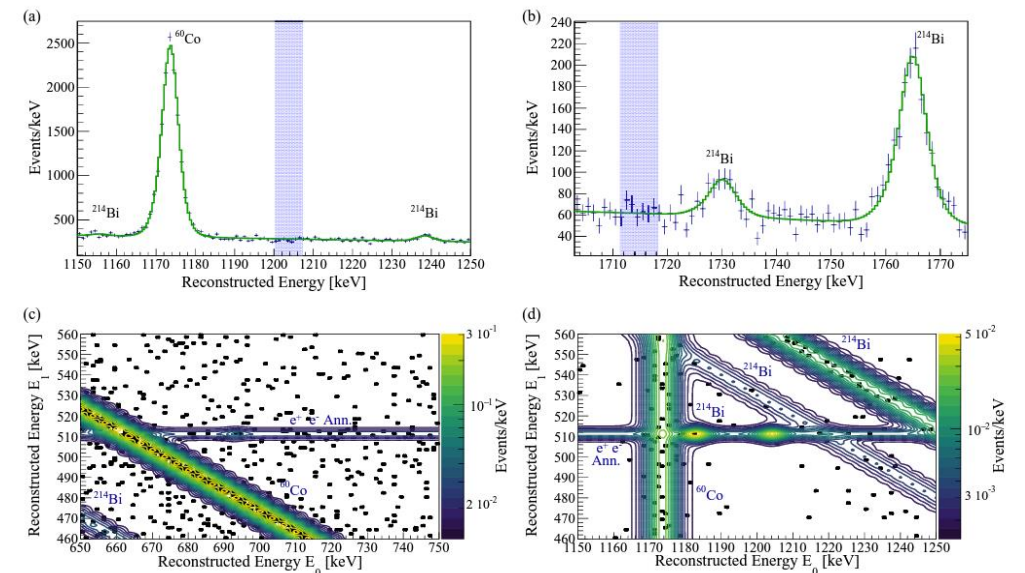 (a)
2500
2000
1500
1000
500
Events/keV
⁶⁰Co
²¹⁴Bi
²¹⁴Bi
1150 1160 1170 1180 1190 1200 1210 1220 1230 1240 1250
Reconstructed Energy [keV]
(b)
240
220
200
180
160
140
120
100
80
60
40
Events/keV
²¹⁴Bi
²¹⁴Bi
1710 1720 1730 1740 1750 1760 1770
Reconstructed Energy [keV]
(c)
560
550
540
530
520
510
500
490
480
470
460
Reconstructed Energy E₁ [keV]
e⁺ e⁻ Ann.
⁶⁰Co
²¹⁴Bi
650 660 670 680 690 700 710 720 730 740 750
Reconstructed Energy E₀ [keV]
3 10⁻¹
10⁻¹
2 10⁻²
Events/keV
(d)
560
550
540
530
520
510
500
490
480
470
460
Reconstructed Energy E₁ [keV]
²¹⁴Bi
²¹⁴Bi
²¹⁴Bi
e⁺ e⁻
Ann.
⁶⁰Co
1150 1160 1170 1180 1190 1200 1210 1220 1230 1240 1250
Reconstructed Energy E₀ [keV]
5 10⁻²
10⁻²
3 10⁻³
Events/keV